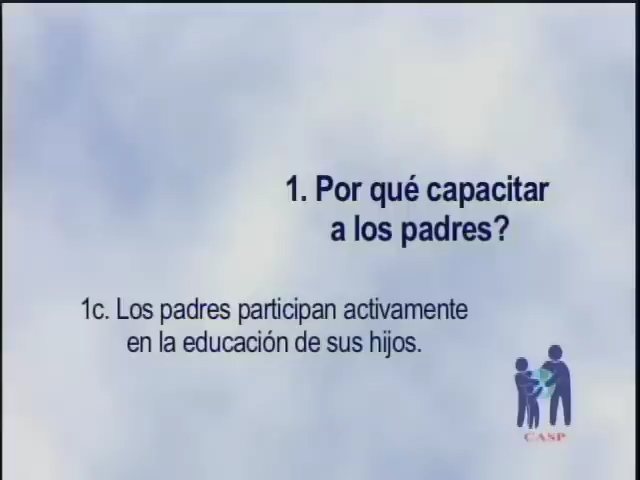 1. Por qué capacitar
a los padres?
1c. Los padres participan activamente
en la educación de sus hijos.
CASP